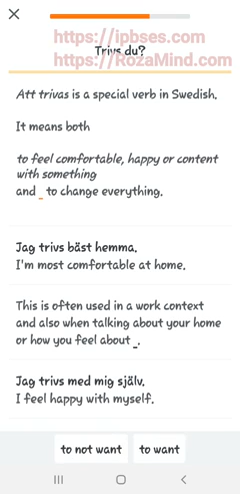 https://ipbses.com
Trivs du?
https://RozaMind.com
Att trivas is a special verb in Swedish.
It means both
to feel comfortable, happy or content
with something
and _ to change everything.
Jag trivs bäst hemma.
I'm most comfortable at home.
This is often used in a work context
and also when talking about your home
or how you feel about _.
Jag trivs med mig själv.
I feel happy with myself.
to not want
to want